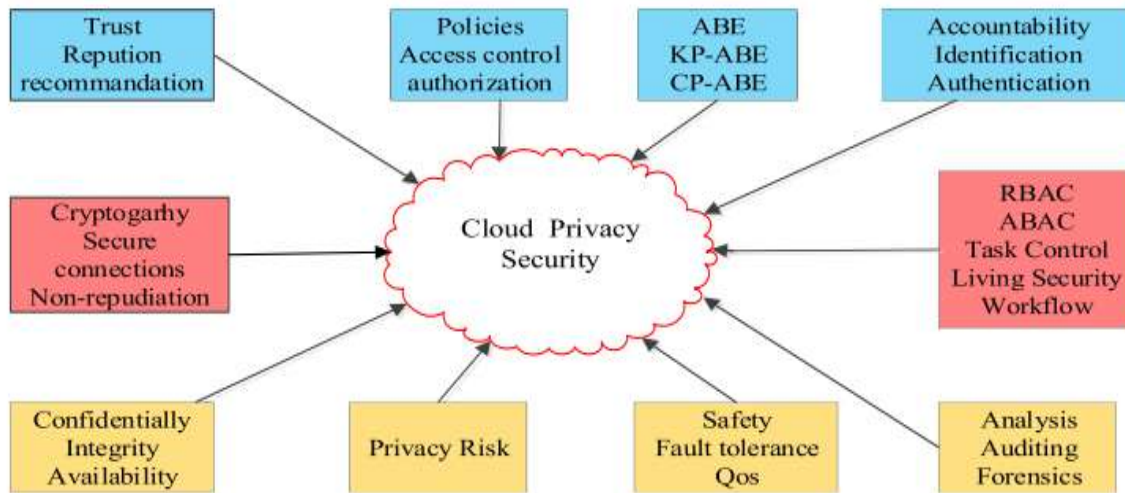 Trust
Repution
recommandation
Policies
Access control
authorization
ABE
KP-ABE
CP-ABE
Accountability
Identification
Authentication
Cryptogarhy
Secure
connections
Non-repudiation
Cloud Privacy
Security
RBAC
ABAC
Task Control
Living Security
Workflow
Confidentially
Integrity
Availability
Privacy Risk
Safety
Fault tolerance
Qos
Analysis
Auditing
Forensics